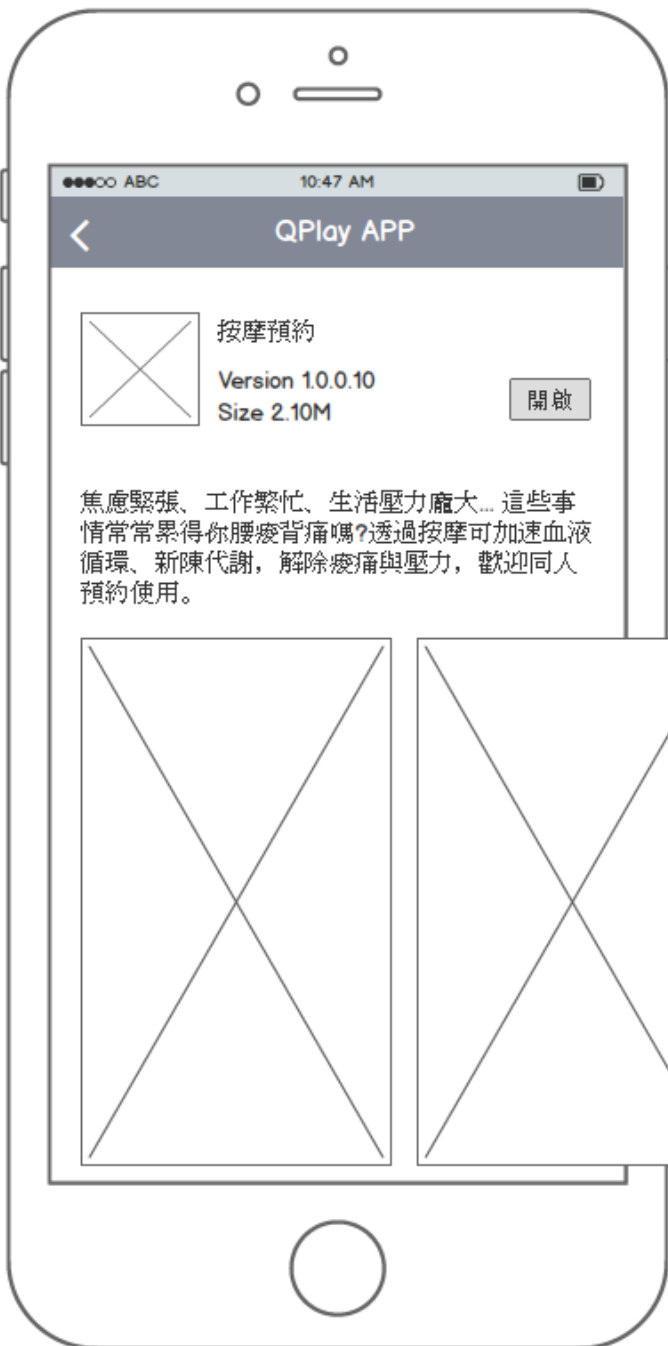 ABC 10:47 AM
QPlay APP
按摩預約
Version 1.0.0.10
Size 2.10M
開啟
焦慮緊張、工作繁忙、生活壓力龐大... 這些事
情常常累得你腰痠背痛嗎?透過按摩可加速血液
循環、新陳代謝, 解除痠痛與壓力, 歡迎同人
預約使用。